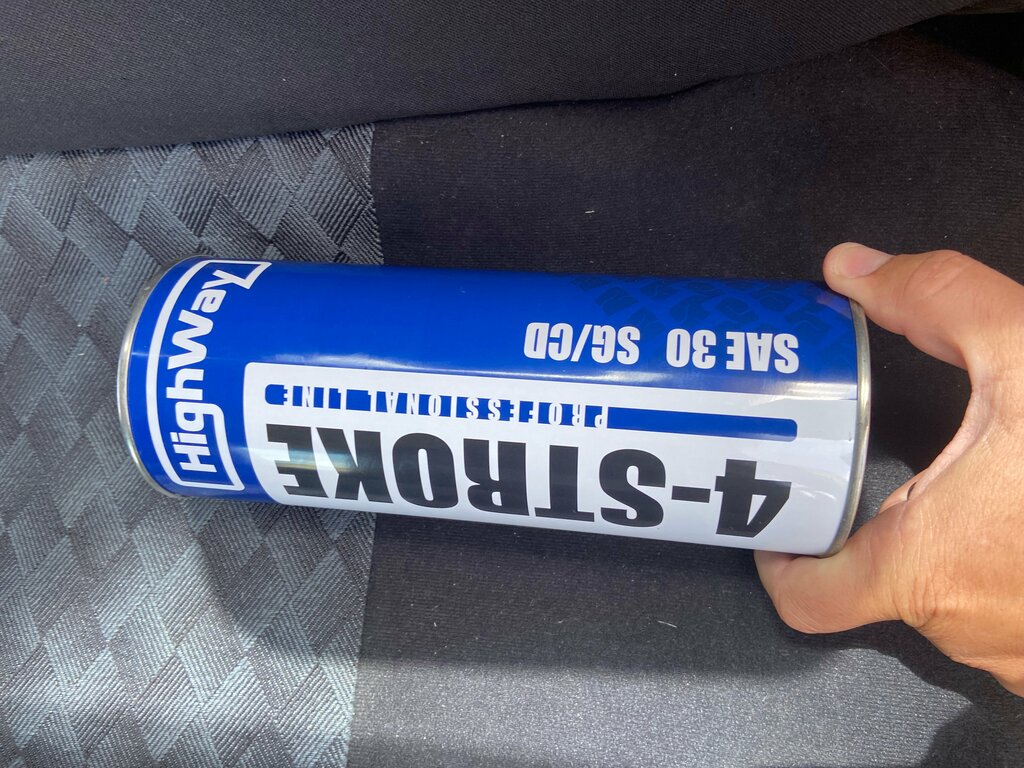 HighWay
4-STROKE
PROFESSIONAL LINE
SAE 30 SG/CD